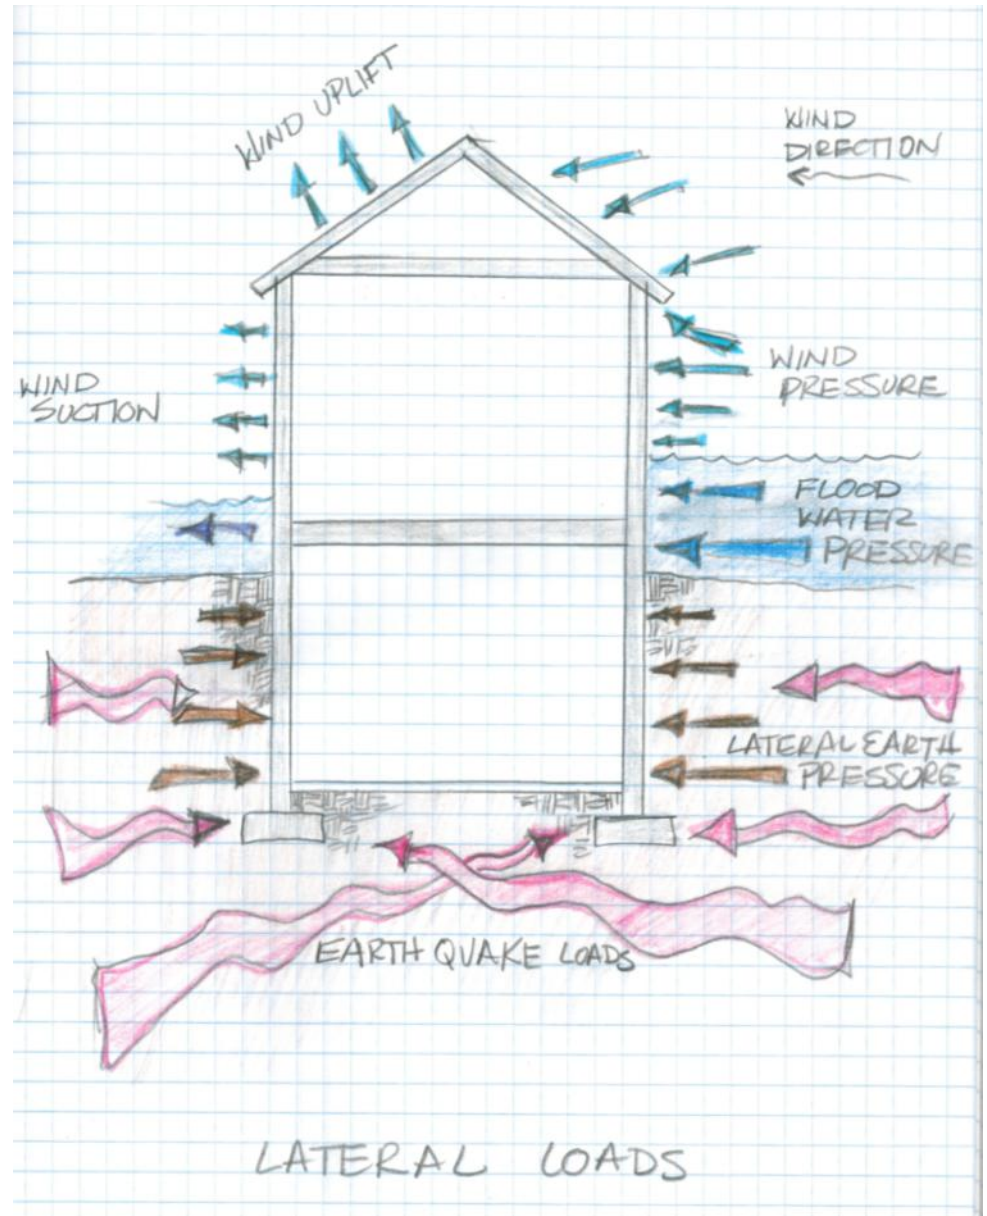 WIND UPLIFT
WIND
DIRECTION
WIND
SUCTION
WIND
PRESSURE
FLOOD
WATER
PRESSURE
LATERAL EARTH
PRESSURE
EARTH QUAKE LOADS
LATERAL LOADS